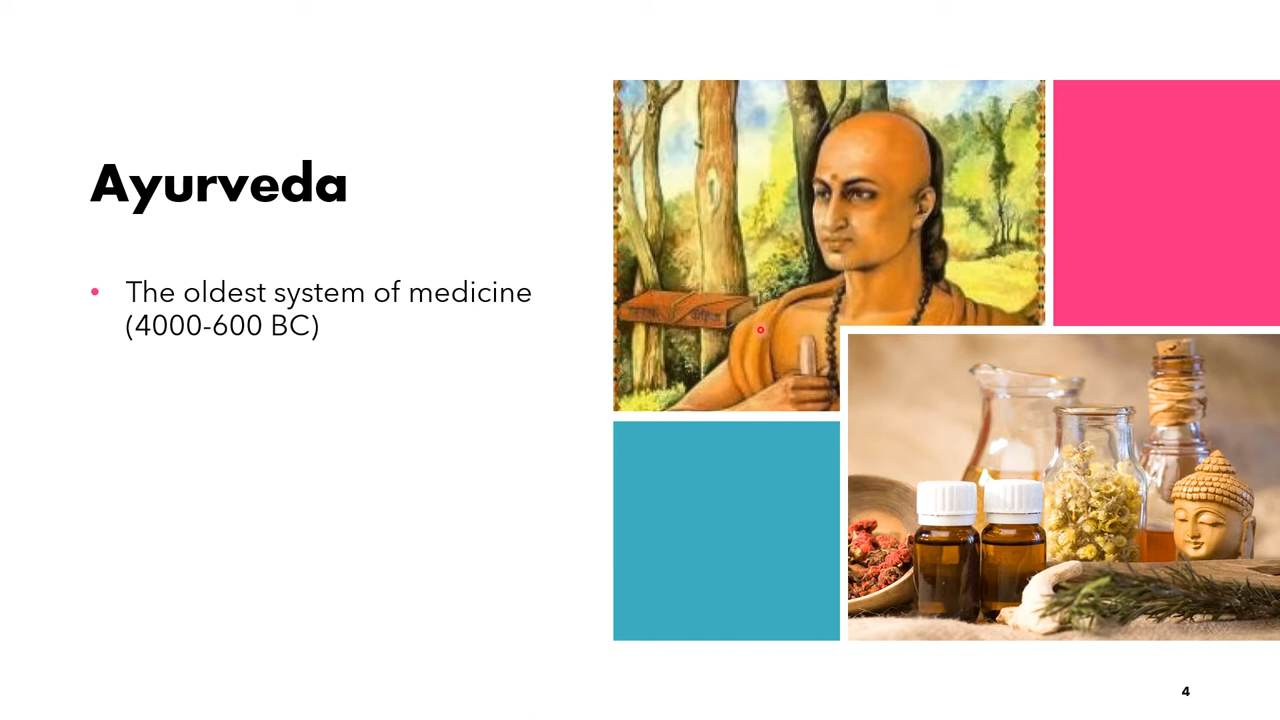 Ayurveda
• The oldest system of medicine
(4000-600 BC)
4